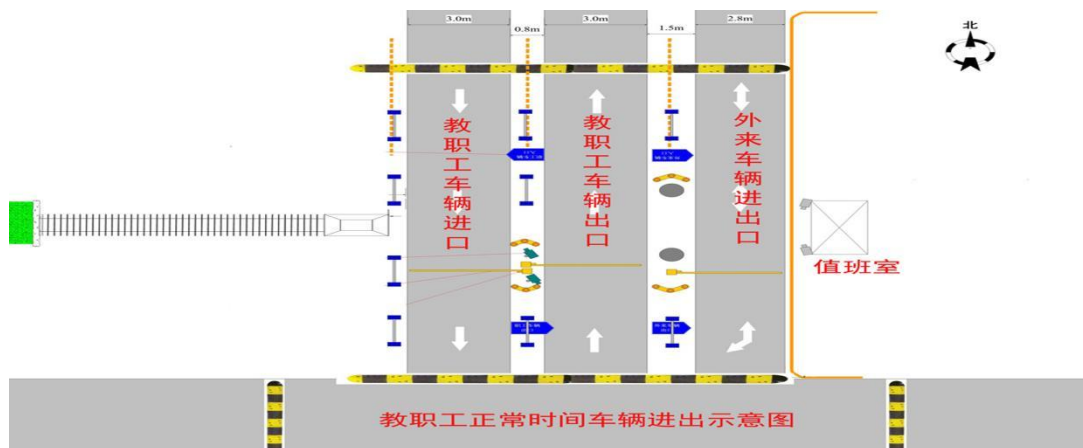 3.0m
0.8m
3.0m
1.5m
2.8m
北
教职工车辆进口
教职工车辆出口
外来车辆进出口
值班室
教职工正常时间车辆进出示意图